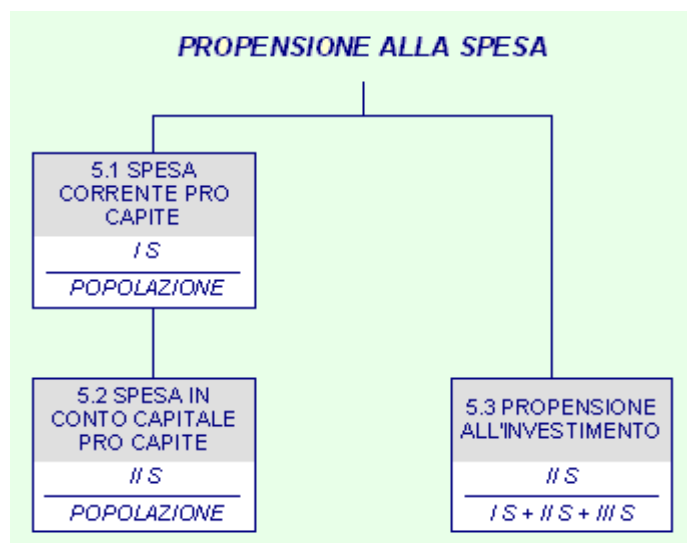 PROPENSIONE ALLA SPESA
5.1 SPESA
CORRENTE PRO
CAPITE
I S
POPOLAZIONE
5.2 SPESA IN
CONTO CAPITALE
PRO CAPITE
II S
POPOLAZIONE
5.3 PROPENSIONE
ALL'INVESTIMENTO
II S
I S + II S + III S